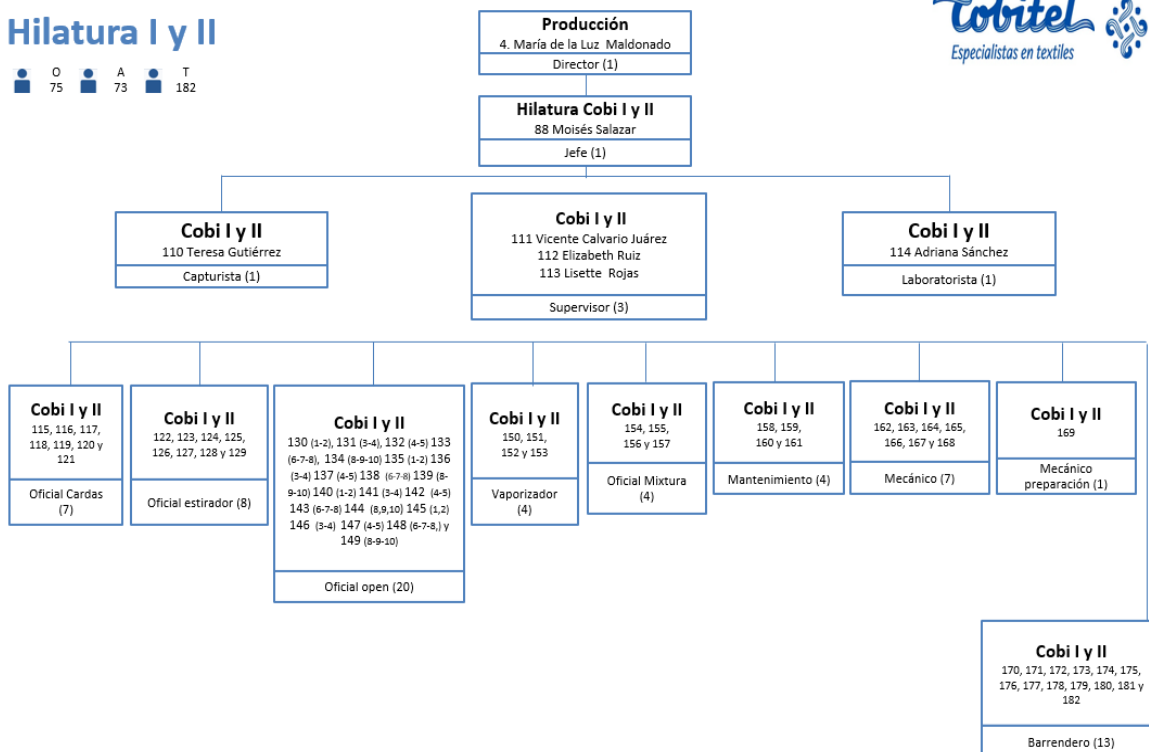 Hilatura I y II
O
75
A
73
T
182
Cobitel
Especialistas en textiles
Producción
4. María de la Luz Maldonado
Director (1)
Hilatura Cobi I y II
88 Moisés Salazar
Jefe (1)
Cobi I y II
110 Teresa Gutiérrez
Capturista (1)
Cobi I y II
111 Vicente Calvario Juárez
112 Elizabeth Ruiz
113 Lisette Rojas
Supervisor (3)
Cobi I y II
114 Adriana Sánchez
Laboratorista (1)
Cobi I y II
115, 116, 117,
118, 119, 120 y
121
Oficial Cardas
(7)
Cobi I y II
122, 123, 124, 125,
126, 127, 128 y 129
Oficial estirador (8)
Cobi I y II
130 (1-2), 131 (3-4), 132 (4-5) 133
(6-7-8), 134 (8-9-10) 135 (1-2) 136
(3-4) 137 (4-5) 138 (6-7-8) 139 (8-
9-10) 140 (1-2) 141 (3-4) 142 (4-5)
143 (6-7-8) 144 (8,9,10) 145 (1,2)
146 (3-4) 147 (4-5) 148 (6-7-8,) y
149 (8-9-10)
Oficial open (20)
Cobi I y II
150, 151,
152 y 153
Vaporizador
(4)
Cobi I y II
154, 155,
156 y 157
Oficial Mixtura
(4)
Cobi I y II
158, 159,
160 y 161
Mantenimiento (4)
Cobi I y II
162, 163, 164, 165,
166, 167 y 168
Mecánico (7)
Cobi I y II
169
Mecánico
preparación (1)
Cobi I y II
170, 171, 172, 173, 174, 175,
176, 177, 178, 179, 180, 181 y
182
Barrendero (13)